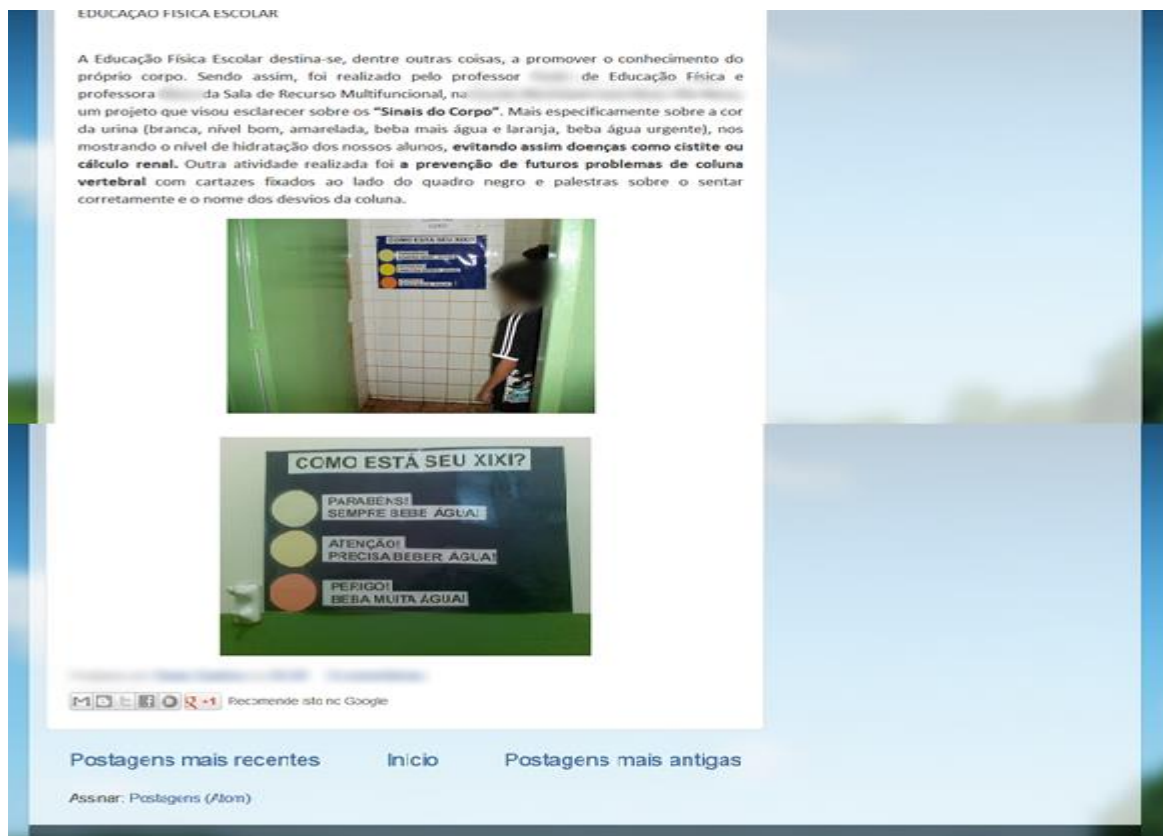 EDUCAÇÃO FÍSICA ESCOLAR
A Educação Física Escolar destina-se, dentre outras coisas, a promover o conhecimento do
próprio corpo. Sendo assim, foi realizado pelo professor de Educação Física e
professora da Sala de Recurso Multifuncional, na
um projeto que visou esclarecer sobre os "Sinais do Corpo". Mais especificamente sobre a cor
da urina (branca, nível bom, amarelada, beba mais água e laranja, beba água urgente), nos
mostrando o nível de hidratação dos nossos alunos, evitando assim doenças como cistite ou
cálculo renal. Outra atividade realizada foi a prevenção de futuros problemas de coluna
vertebral com cartazes fixados ao lado do quadro negro e palestras sobre o sentar
corretamente e o nome dos desvios da coluna.
COMO ESTÁ SEU XIXI?
COMO ESTÁ SEU XIXI?
PARABÉNS!
SEMPRE BEBE ÁGUA!
ATENÇÃO!
PRECISA BEBER ÁGUA!
PERIGO!
BEBA MUITA ÁGUA!
+1 Recomende isto no Google
Postagens mais recentes Início Postagens mais antigas
Assinar: Postagens (Atom)